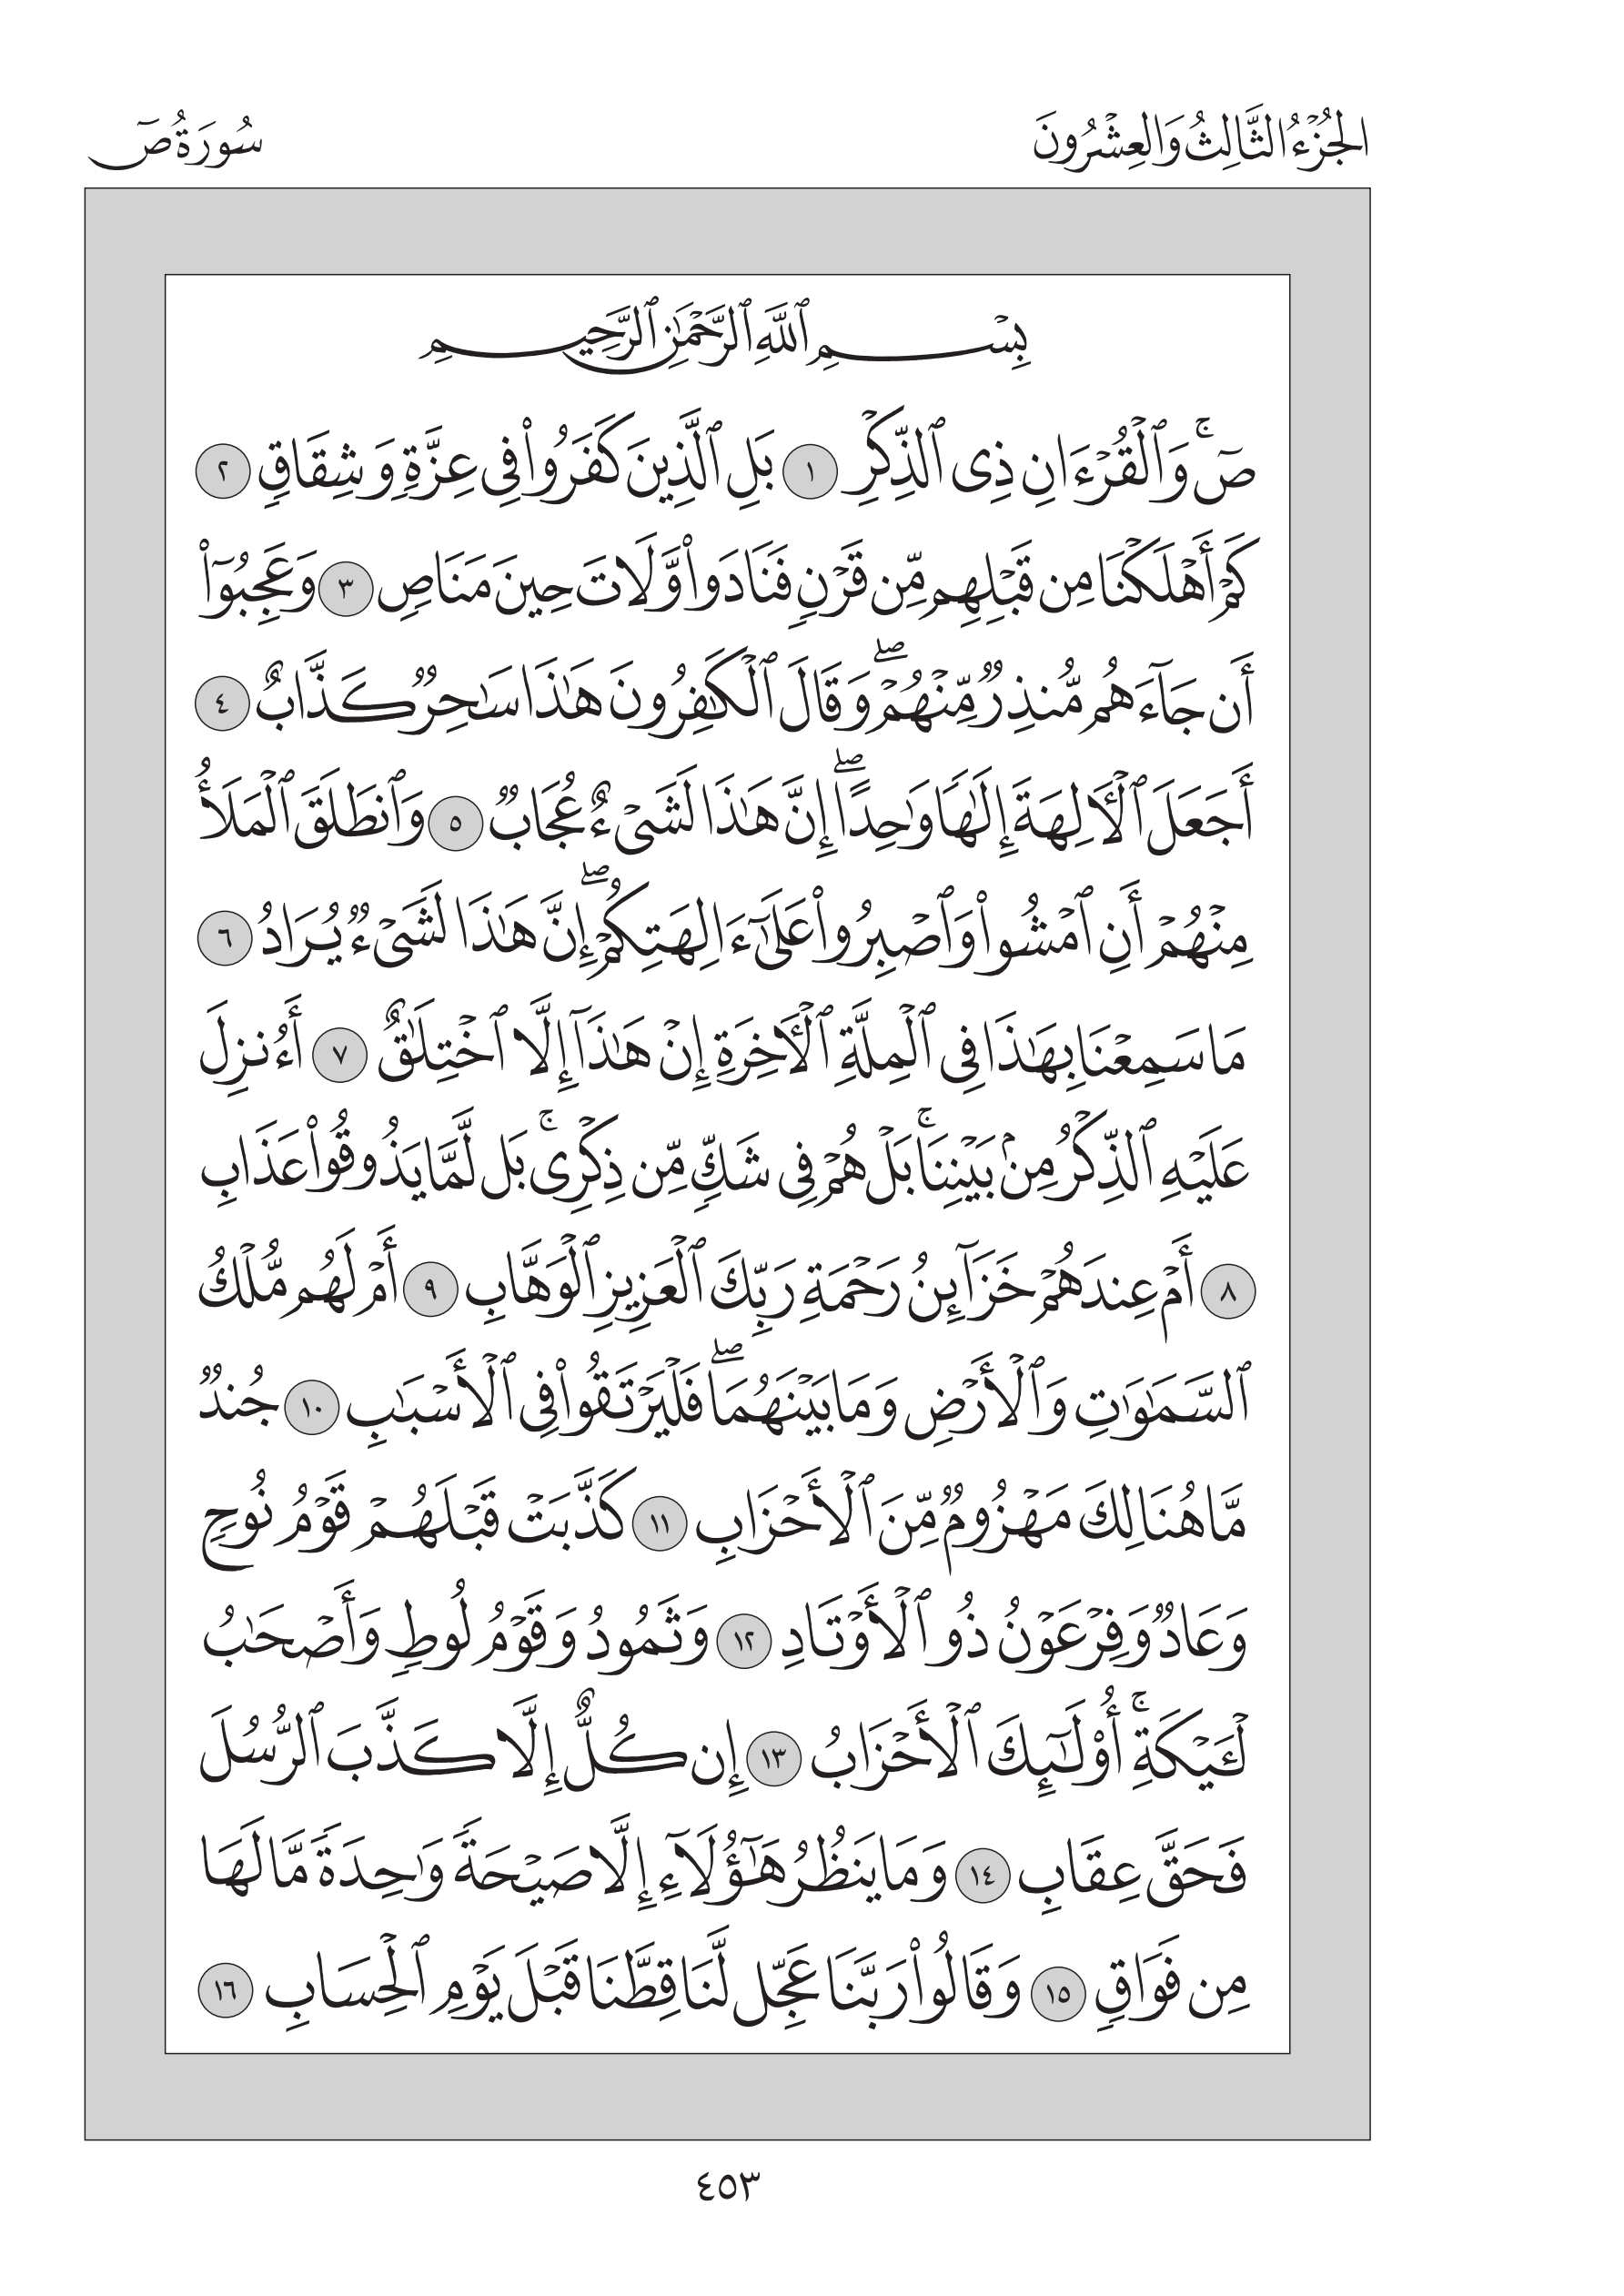 الجُزْءُ الثَّالِثُ وَالعِشْرُونَ
سُورَةُ صٓ
بِسْمِ ٱللَّهِ ٱلرَّحْمَٰنِ ٱلرَّحِيمِ
صٓۚ وَٱلْقُرْءَانِ ذِى ٱلذِّكْرِ ١ بَلِ ٱلَّذِينَ كَفَرُوا۟ فِى عِزَّةٍ وَشِقَاقٍ ٢
كَمْ أَهْلَكْنَا مِن قَبْلِهِم مِّن قَرْنٍ فَنَادَوا۟ وَّلَاتَ حِينَ مَنَاصٍ ٣ وَعَجِبُوٓا۟
أَن جَآءَهُم مُّنذِرٌ مِّنْهُمْۖ وَقَالَ ٱلْكَٰفِرُونَ هَٰذَا سَٰحِرٌ كَذَّابٌ ٤
أَجَعَلَ ٱلْءَالِهَةَ إِلَٰهًا وَٰحِدًاۖ إِنَّ هَٰذَا لَشَىْءٌ عُجَابٌ ٥ وَٱنطَلَقَ ٱلْمَلَأُ
مِنْهُمْ أَنِ ٱمْشُوا۟ وَٱصْبِرُوا۟ عَلَىٰٓ ءَالِهَتِكُمْۖ إِنَّ هَٰذَا لَشَىْءٌ يُرَادُ ٦
مَا سَمِعْنَا بِهَٰذَا فِى ٱلْمِلَّةِ ٱلْءَاخِرَةِ إِنْ هَٰذَآ إِلَّا ٱخْتِلَٰقٌ ٧ أَءُنزِلَ
عَلَيْهِ ٱلذِّكْرُ مِنۢ بَيْنِنَاۚ بَلْ هُمْ فِى شَكٍّ مِّن ذِكْرِىۚ بَل لَّمَّا يَذُوقُوا۟ عَذَابِ
٨ أَمْ عِندَهُمْ خَزَآئِنُ رَحْمَةِ رَبِّكَ ٱلْعَزِيزِ ٱلْوَهَّابِ ٩ أَمْ لَهُم مُّلْكُ
ٱلسَّمَٰوَٰتِ وَٱلْأَرْضِ وَمَا بَيْنَهُمَاۖ فَلْيَرْتَقُوا۟ فِى ٱلْأَسْبَٰبِ ١٠ جُندٌ
مَّا هُنَالِكَ مَهْزُومٌ مِّنَ ٱلْأَحْزَابِ ١١ كَذَّبَتْ قَبْلَهُمْ قَوْمُ نُوحٍ
وَعَادٌ وَفِرْعَوْنُ ذُو ٱلْأَوْتَادِ ١٢ وَثَمُودُ وَقَوْمُ لُوطٍ وَأَصْحَٰبُ
لْـَٔيْكَةِۚ أُو۟لَٰٓئِكَ ٱلْأَحْزَابُ ١٣ إِن كُلٌّ إِلَّا كَذَّبَ ٱلرُّسُلَ
فَحَقَّ عِقَابِ ١٤ وَمَا يَنظُرُ هَٰٓؤُلَآءِ إِلَّا صَيْحَةً وَٰحِدَةً مَّا لَهَا
مِن فَوَاقٍ ١٥ وَقَالُوا۟ رَبَّنَا عَجِّل لَّنَا قِطَّنَا قَبْلَ يَوْمِ ٱلْحِسَابِ ١٦
٤٥٣